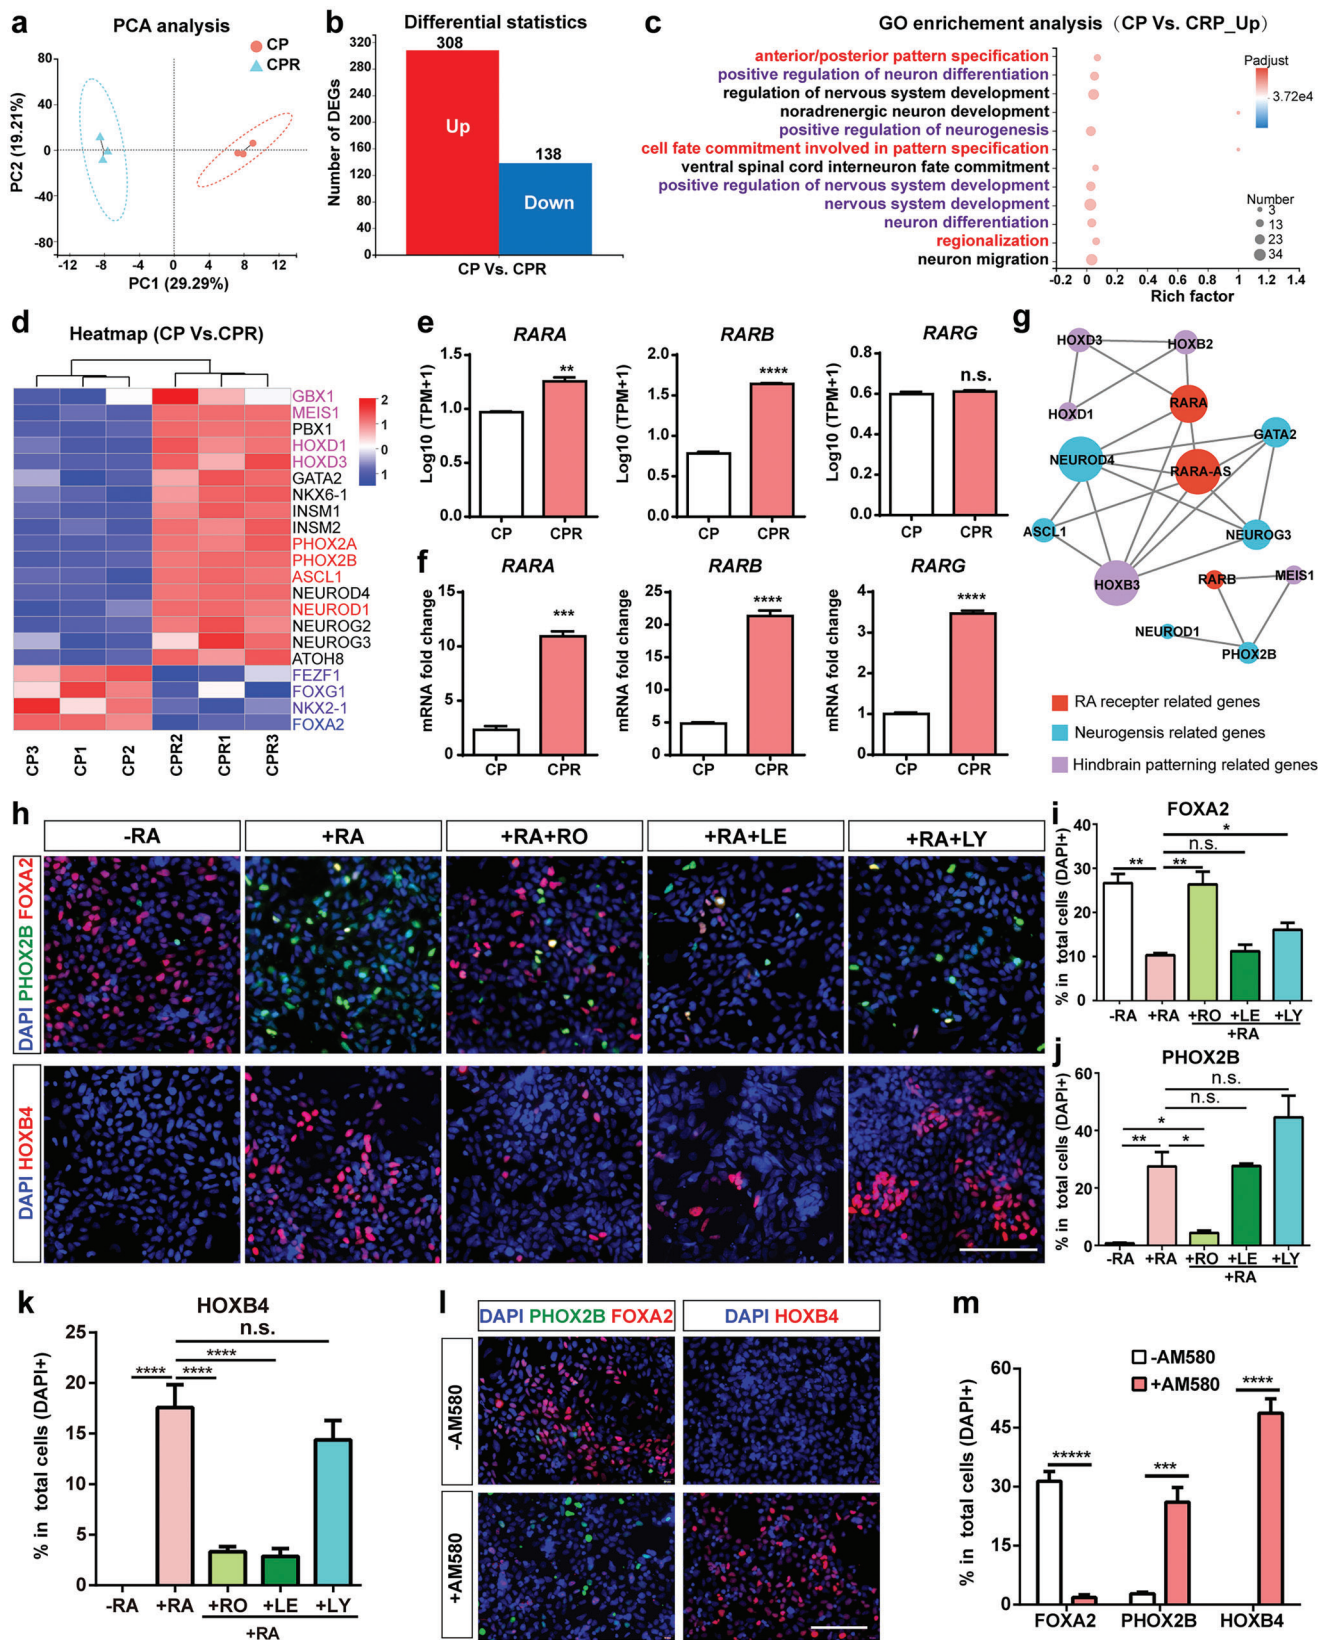 a
PCA analysis
CP
CPR
80
40
0
-40
-80
PC2 (19.21%)
-12 -8 -4 0 4 8 12
PC1 (29.29%)
b
Differential statistics
320
280
240
200
160
120
80
40
0
Number of DEGs
308
Up
138
Down
CP Vs. CPR
c
GO enrichement analysis（CP Vs. CRP_Up）
anterior/posterior pattern specification
positive regulation of neuron differentiation
regulation of nervous system development
noradrenergic neuron development
positive regulation of neurogenesis
cell fate commitment involved in pattern specification
ventral spinal cord interneuron fate commitment
positive regulation of nervous system development
nervous system development
neuron differentiation
regionalization
neuron migration
-0.2 0 0.2 0.4 0.6 0.8 1 1.2 1.4
Rich factor
Padjust
3.72e4
Number
3
13
23
34
d
Heatmap (CP Vs.CPR)
GBX1
MEIS1
PBX1
HOXD1
HOXD3
GATA2
NKX6-1
INSM1
INSM2
PHOX2A
PHOX2B
ASCL1
NEUROD4
NEUROD1
NEUROG2
NEUROG3
ATOH8
FEZF1
FOXG1
NKX2-1
FOXA2
2
1
0
1
CP3 CP1 CP2 CPR2 CPR1 CPR3
e
RARA
Log10 (TPM+1)
1.5
1.0
0.5
0.0
**
CP CPR
RARB
Log10 (TPM+1)
2.0
1.5
1.0
0.5
0.0
****
CP CPR
RARG
Log10 (TPM+1)
0.8
0.6
0.4
0.2
0.0
n.s.
CP CPR
f
RARA
mRNA fold change
15
10
5
0
***
CP CPR
RARB
mRNA fold change
25
20
15
10
5
0
****
CP CPR
RARG
mRNA fold change
4
3
2
1
0
****
CP CPR
g
HOXD3
HOXB2
HOXD1
RARA
GATA2
NEUROD4
RARA-AS
ASCL1
NEUROG3
HOXB3
RARB
MEIS1
NEUROD1
PHOX2B
RA recepter related genes
Neurogensis related genes
Hindbrain patterning related genes
h
-RA +RA +RA+RO +RA+LE +RA+LY
DAPI PHOX2B FOXA2
DAPI HOXB4
i
FOXA2
% in total cells (DAPI+)
40
30
20
10
0
** ** n.s. *
-RA +RA +RO +LE +LY
+RA
j
PHOX2B
% in total cells (DAPI+)
60
40
20
0
n.s.
n.s.
*
** *
-RA +RA +RO +LE +LY
+RA
k
HOXB4
% in total cells (DAPI+)
25
20
15
10
5
0
n.s.
****
**** ****
-RA +RA +RO +LE +LY
+RA
l
DAPI PHOX2B FOXA2
DAPI HOXB4
-AM580
+AM580
m
-AM580
+AM580
% in total cells (DAPI+)
60
45
30
15
0
*****
***
****
FOXA2 PHOX2B HOXB4